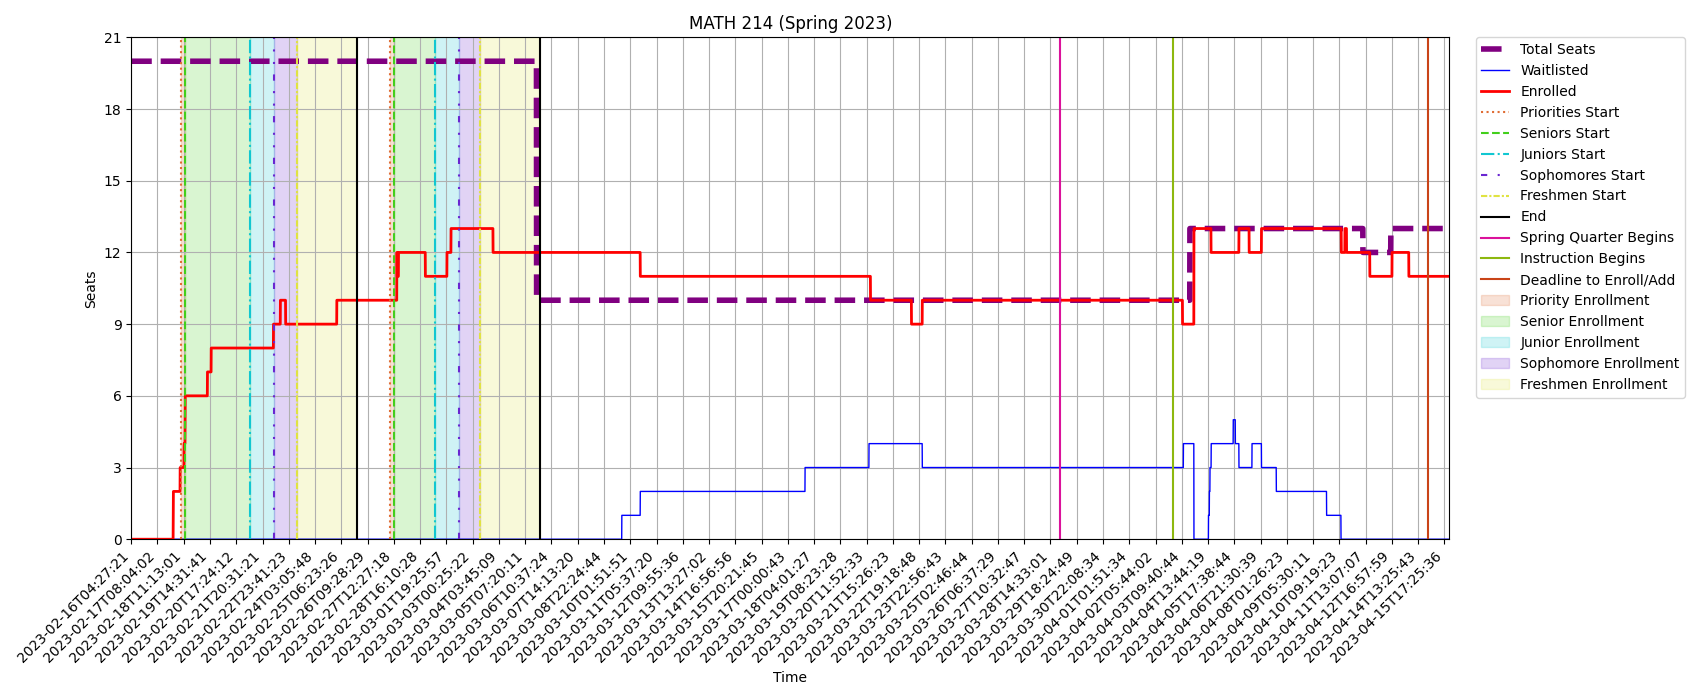 MATH 214 (Spring 2023)
21
18
15
12
9
6
3
0
Seats
2023-02-16T04:27:21
2023-02-17T08:04:02
2023-02-18T11:13:01
2023-02-19T14:31:41
2023-02-20T17:24:12
2023-02-21T20:31:21
2023-02-22T23:41:23
2023-02-24T03:05:48
2023-02-25T06:23:26
2023-02-26T09:28:29
2023-02-27T12:27:18
2023-02-28T16:10:28
2023-03-01T19:25:57
2023-03-03T00:25:22
2023-03-04T03:45:09
2023-03-05T07:20:11
2023-03-06T10:37:24
2023-03-07T14:13:20
2023-03-08T22:24:44
2023-03-10T01:51:51
2023-03-11T05:37:20
2023-03-12T09:55:36
2023-03-13T13:27:02
2023-03-14T16:56:56
2023-03-15T20:21:45
2023-03-17T00:00:43
2023-03-18T04:01:27
2023-03-19T08:23:28
2023-03-20T11:52:33
2023-03-21T15:26:23
2023-03-22T19:18:48
2023-03-23T22:56:43
2023-03-25T02:46:44
2023-03-26T06:37:29
2023-03-27T10:32:47
2023-03-28T14:33:01
2023-03-29T18:24:49
2023-03-30T22:08:34
2023-04-01T01:51:34
2023-04-02T05:44:02
2023-04-03T09:40:44
2023-04-04T13:44:19
2023-04-05T17:38:44
2023-04-06T21:30:39
2023-04-08T01:26:23
2023-04-09T05:30:11
2023-04-10T09:19:23
2023-04-11T13:07:07
2023-04-12T16:57:59
2023-04-14T13:25:43
2023-04-15T17:25:36
Time
Total Seats
Waitlisted
Enrolled
Priorities Start
Seniors Start
Juniors Start
Sophomores Start
Freshmen Start
End
Spring Quarter Begins
Instruction Begins
Deadline to Enroll/Add
Priority Enrollment
Senior Enrollment
Junior Enrollment
Sophomore Enrollment
Freshmen Enrollment